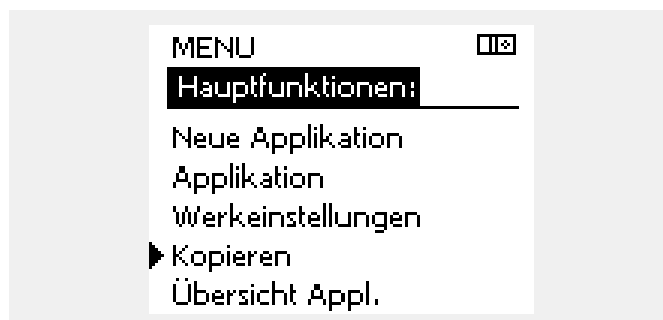 MENU
Hauptfunktionen:
Neue Applikation
Applikation
Werkeinstellungen
Kopieren
Übersicht Appl.